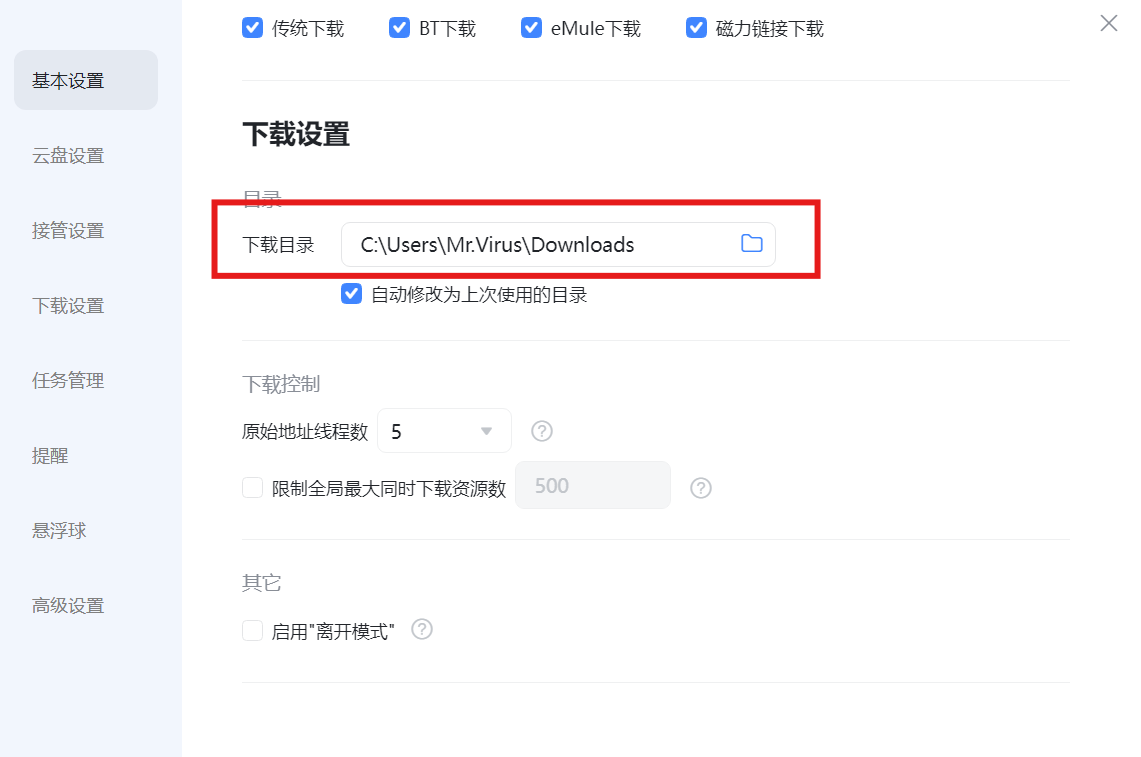 传统下载 BT下载 eMule下载 磁力链接下载
基本设置
云盘设置
接管设置
下载设置
任务管理
提醒
悬浮球
高级设置
下载设置
目录
下载目录 C:\Users\Mr.Virus\Downloads
自动修改为上次使用的目录
下载控制
原始地址线程数 5
限制全局最大同时下载资源数 500
其它
启用"离开模式"